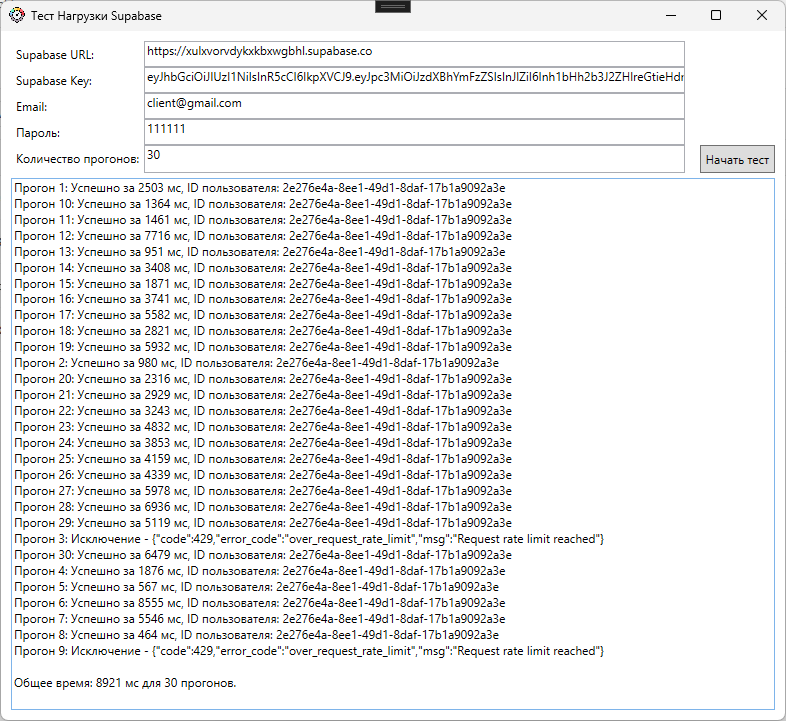 Тест Нагрузки Supabase
Supabase URL: https://xulxvorvdykxkbxwgbhl.supabase.co
Supabase Key: eyJhbGciOiJIUzI1NiIsInR5cCI6IkpXVCJ9.eyJpc3MiOiJzdXBhYmFzZSIsInJlZiI6Inh1bHh2b3J2ZHlreGtieHdn
Email: client@gmail.com
Пароль: 111111
Количество прогонов: 30
Начать тест
Прогон 1: Успешно за 2503 мс, ID пользователя: 2e276e4a-8ee1-49d1-8daf-17b1a9092a3e
Прогон 10: Успешно за 1364 мс, ID пользователя: 2e276e4a-8ee1-49d1-8daf-17b1a9092a3e
Прогон 11: Успешно за 1461 мс, ID пользователя: 2e276e4a-8ee1-49d1-8daf-17b1a9092a3e
Прогон 12: Успешно за 7716 мс, ID пользователя: 2e276e4a-8ee1-49d1-8daf-17b1a9092a3e
Прогон 13: Успешно за 951 мс, ID пользователя: 2e276e4a-8ee1-49d1-8daf-17b1a9092a3e
Прогон 14: Успешно за 3408 мс, ID пользователя: 2e276e4a-8ee1-49d1-8daf-17b1a9092a3e
Прогон 15: Успешно за 1871 мс, ID пользователя: 2e276e4a-8ee1-49d1-8daf-17b1a9092a3e
Прогон 16: Успешно за 3741 мс, ID пользователя: 2e276e4a-8ee1-49d1-8daf-17b1a9092a3e
Прогон 17: Успешно за 5582 мс, ID пользователя: 2e276e4a-8ee1-49d1-8daf-17b1a9092a3e
Прогон 18: Успешно за 2821 мс, ID пользователя: 2e276e4a-8ee1-49d1-8daf-17b1a9092a3e
Прогон 19: Успешно за 5932 мс, ID пользователя: 2e276e4a-8ee1-49d1-8daf-17b1a9092a3e
Прогон 2: Успешно за 980 мс, ID пользователя: 2e276e4a-8ee1-49d1-8daf-17b1a9092a3e
Прогон 20: Успешно за 2316 мс, ID пользователя: 2e276e4a-8ee1-49d1-8daf-17b1a9092a3e
Прогон 21: Успешно за 2929 мс, ID пользователя: 2e276e4a-8ee1-49d1-8daf-17b1a9092a3e
Прогон 22: Успешно за 3243 мс, ID пользователя: 2e276e4a-8ee1-49d1-8daf-17b1a9092a3e
Прогон 23: Успешно за 4832 мс, ID пользователя: 2e276e4a-8ee1-49d1-8daf-17b1a9092a3e
Прогон 24: Успешно за 3853 мс, ID пользователя: 2e276e4a-8ee1-49d1-8daf-17b1a9092a3e
Прогон 25: Успешно за 4159 мс, ID пользователя: 2e276e4a-8ee1-49d1-8daf-17b1a9092a3e
Прогон 26: Успешно за 4339 мс, ID пользователя: 2e276e4a-8ee1-49d1-8daf-17b1a9092a3e
Прогон 27: Успешно за 5978 мс, ID пользователя: 2e276e4a-8ee1-49d1-8daf-17b1a9092a3e
Прогон 28: Успешно за 6936 мс, ID пользователя: 2e276e4a-8ee1-49d1-8daf-17b1a9092a3e
Прогон 29: Успешно за 5119 мс, ID пользователя: 2e276e4a-8ee1-49d1-8daf-17b1a9092a3e
Прогон 3: Исключение - {"code":429,"error_code":"over_request_rate_limit","msg":"Request rate limit reached"}
Прогон 30: Успешно за 6479 мс, ID пользователя: 2e276e4a-8ee1-49d1-8daf-17b1a9092a3e
Прогон 4: Успешно за 1876 мс, ID пользователя: 2e276e4a-8ee1-49d1-8daf-17b1a9092a3e
Прогон 5: Успешно за 567 мс, ID пользователя: 2e276e4a-8ee1-49d1-8daf-17b1a9092a3e
Прогон 6: Успешно за 8555 мс, ID пользователя: 2e276e4a-8ee1-49d1-8daf-17b1a9092a3e
Прогон 7: Успешно за 5546 мс, ID пользователя: 2e276e4a-8ee1-49d1-8daf-17b1a9092a3e
Прогон 8: Успешно за 464 мс, ID пользователя: 2e276e4a-8ee1-49d1-8daf-17b1a9092a3e
Прогон 9: Исключение - {"code":429,"error_code":"over_request_rate_limit","msg":"Request rate limit reached"}
Общее время: 8921 мс для 30 прогонов.